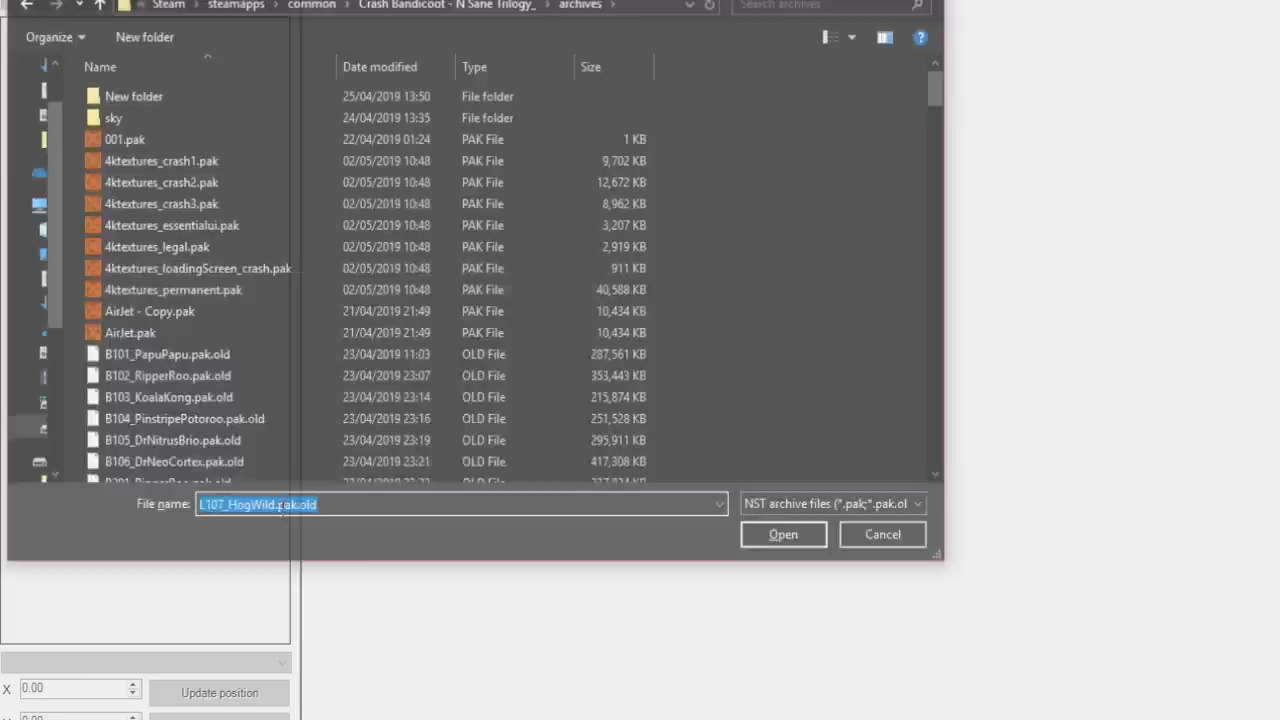 Steam › steamapps › common › Crash Bandicoot - N Sane Trilogy_ › archives › Search archives
Organize New folder
Name Date modified Type Size
New folder 25/04/2019 13:50 File folder
sky 24/04/2019 13:35 File folder
001.pak 22/04/2019 01:24 PAK File 1 KB
4ktextures_crash1.pak 02/05/2019 10:48 PAK File 9,702 KB
4ktextures_crash2.pak 02/05/2019 10:48 PAK File 12,672 KB
4ktextures_crash3.pak 02/05/2019 10:48 PAK File 8,962 KB
4ktextures_essentialui.pak 02/05/2019 10:48 PAK File 3,207 KB
4ktextures_legal.pak 02/05/2019 10:48 PAK File 2,919 KB
4ktextures_loadingScreen_crash.pak 02/05/2019 10:48 PAK File 911 KB
4ktextures_permanent.pak 02/05/2019 10:48 PAK File 40,588 KB
AirJet - Copy.pak 21/04/2019 21:49 PAK File 10,434 KB
AirJet.pak 21/04/2019 21:49 PAK File 10,434 KB
B101_PapuPapu.pak.old 23/04/2019 11:03 OLD File 287,561 KB
B102_RipperRoo.pak.old 23/04/2019 23:07 OLD File 353,443 KB
B103_KoalaKong.pak.old 23/04/2019 23:14 OLD File 215,874 KB
B104_PinstripePotoroo.pak.old 23/04/2019 23:16 OLD File 251,528 KB
B105_DrNitrusBrio.pak.old 23/04/2019 23:19 OLD File 295,911 KB
B106_DrNeoCortex.pak.old 23/04/2019 23:21 OLD File 417,308 KB
File name: L107_HogWild.pak.old NST archive files (*.pak;*.pak.ol
Open Cancel
X 0.00 Update position
0.00